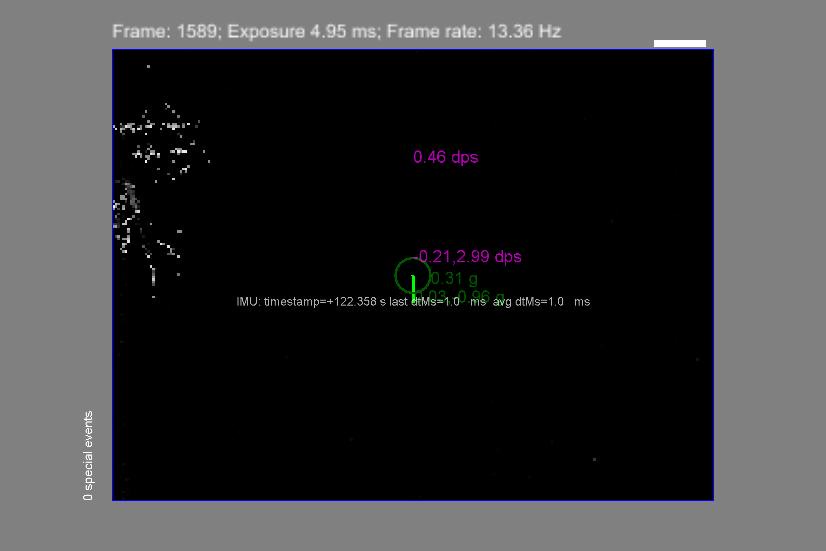 Frame: 1589; Exposure 4.95 ms; Frame rate: 13.36 Hz
0.46 dps
-0.21,2.99 dps
0.31 g
0.96 g
IMU: timestamp=+122.358 s last dtMs=1.0 ms avg dtMs=1.0 ms
0 special events